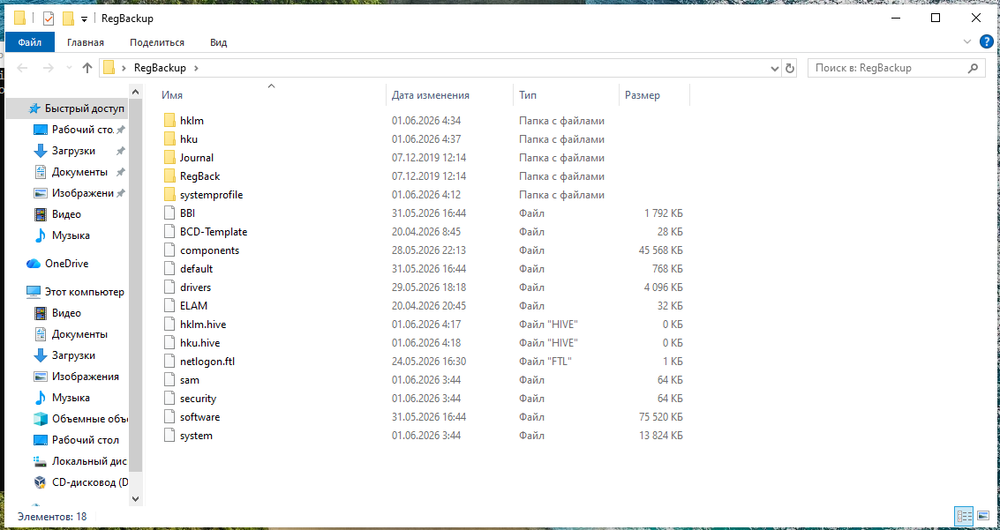 RegBackup
Файл Главная Поделиться Вид
RegBackup
Поиск в: RegBackup
Имя Дата изменения Тип Размер
Быстрый доступ
Рабочий сто.
Загрузки
Документы
Изображени
Видео
Музыка
OneDrive
Этот компьютер
Видео
Документы
Загрузки
Изображения
Музыка
Объемные объ
Рабочий стол
Локальный дис
CD-дисковод (D
hklm 01.06.2026 4:34 Папка с файлами
hku 01.06.2026 4:37 Папка с файлами
Journal 07.12.2019 12:14 Папка с файлами
RegBack 07.12.2019 12:14 Папка с файлами
systemprofile 01.06.2026 4:12 Папка с файлами
BBI 31.05.2026 16:44 Файл 1 792 КБ
BCD-Template 20.04.2026 8:45 Файл 28 КБ
components 28.05.2026 22:13 Файл 45 568 КБ
default 31.05.2026 16:44 Файл 768 КБ
drivers 29.05.2026 18:18 Файл 4 096 КБ
ELAM 20.04.2026 20:45 Файл 32 КБ
hklm.hive 01.06.2026 4:17 Файл "HIVE" 0 КБ
hku.hive 01.06.2026 4:18 Файл "HIVE" 0 КБ
netlogon.ftl 24.05.2026 16:30 Файл "FTL" 1 КБ
sam 01.06.2026 3:44 Файл 64 КБ
security 01.06.2026 3:44 Файл 64 КБ
software 31.05.2026 16:44 Файл 75 520 КБ
system 01.06.2026 3:44 Файл 13 824 КБ
Элементов: 18